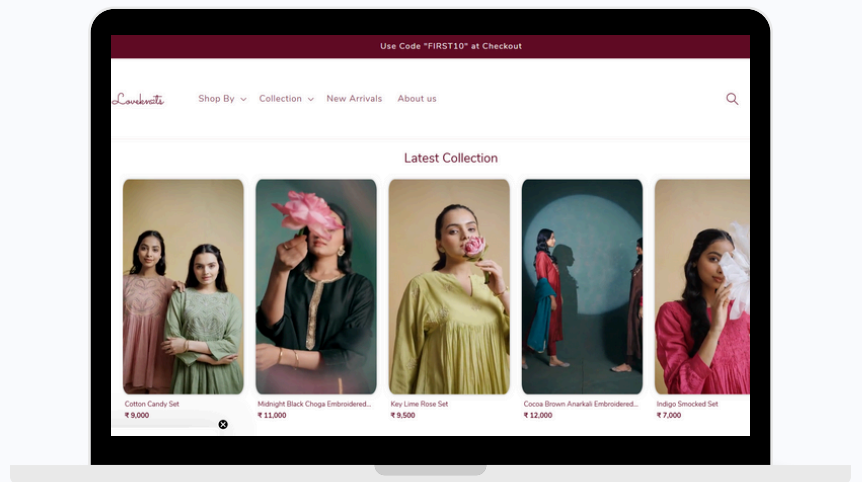 Use Code "FIRST10" at Checkout
Loveknots
Shop By
Collection
New Arrivals
About us
Latest Collection
Cotton Candy Set
₹ 9,000
Midnight Black Choga Embroidered...
₹ 11,000
Key Lime Rose Set
₹ 9,500
Cocoa Brown Anarkali Embroidered...
₹ 12,000
Indigo Smocked Set
₹ 7,000